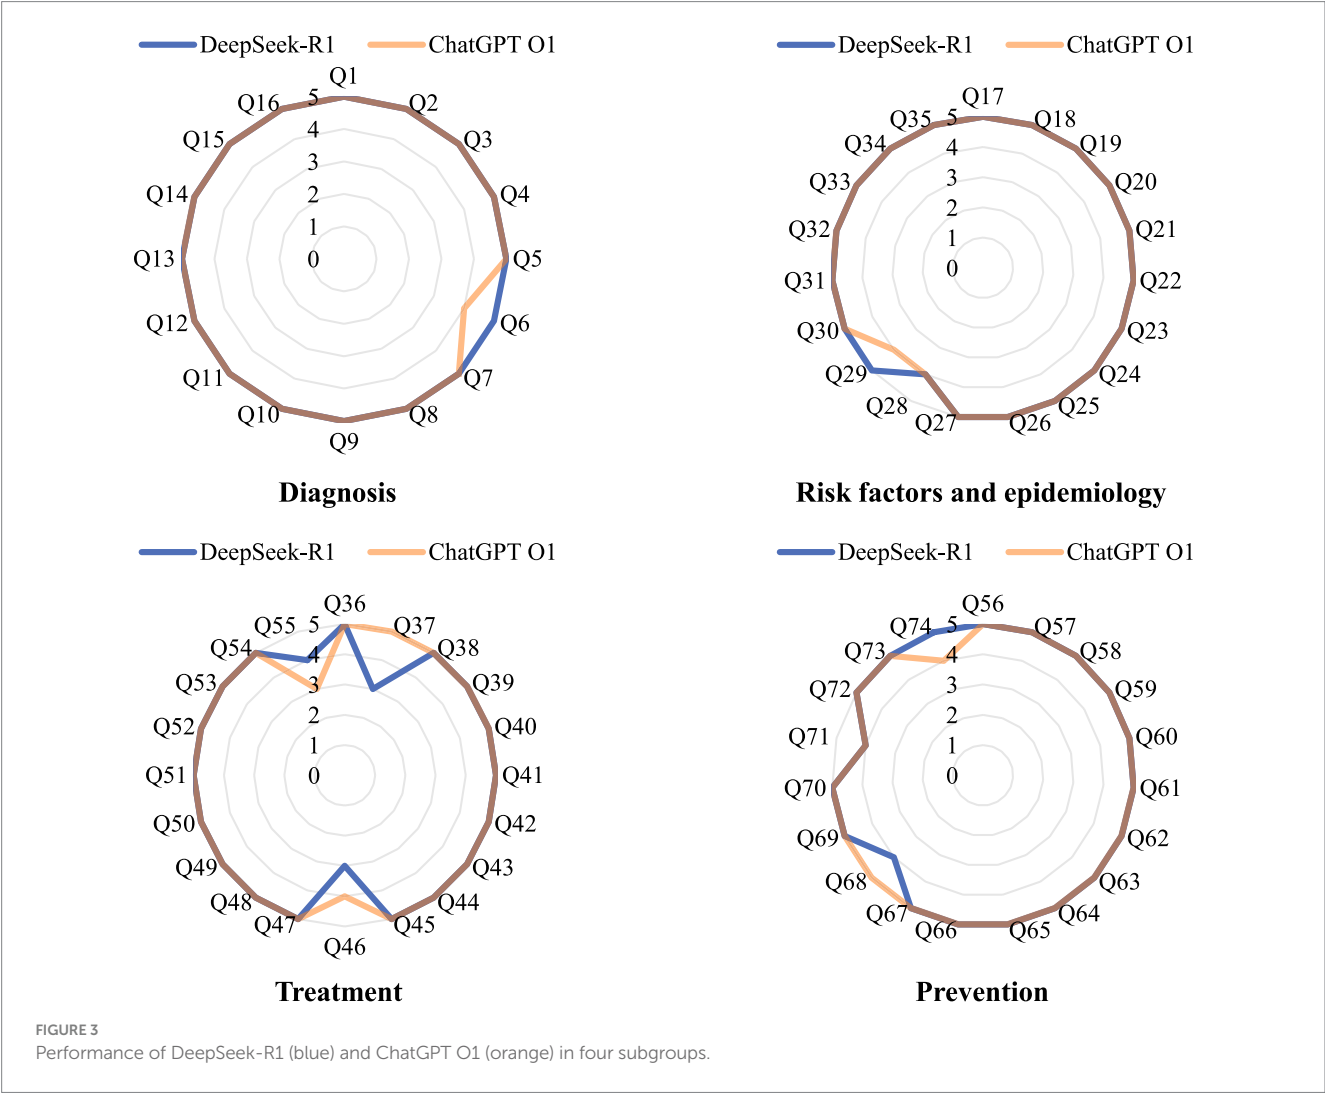 DeepSeek-R1 ChatGPT O1
Q1
Q2
Q3
Q4
Q5
Q6
Q7
Q8
Q9
Q10
Q11
Q12
Q13
Q14
Q15
Q16
5
4
3
2
1
0
Diagnosis
DeepSeek-R1 ChatGPT O1
Q17
Q18
Q19
Q20
Q21
Q22
Q23
Q24
Q25
Q26
Q27
Q28
Q29
Q30
Q31
Q32
Q33
Q34
Q35
5
4
3
2
1
0
Risk factors and epidemiology
DeepSeek-R1 ChatGPT O1
Q36
Q37
Q38
Q39
Q40
Q41
Q42
Q43
Q44
Q45
Q46
Q47
Q48
Q49
Q50
Q51
Q52
Q53
Q54
Q55
5
4
3
2
1
0
Treatment
DeepSeek-R1 ChatGPT O1
Q56
Q57
Q58
Q59
Q60
Q61
Q62
Q63
Q64
Q65
Q66
Q67
Q68
Q69
Q70
Q71
Q72
Q73
Q74
5
4
3
2
1
0
Prevention
FIGURE 3
Performance of DeepSeek-R1 (blue) and ChatGPT O1 (orange) in four subgroups.